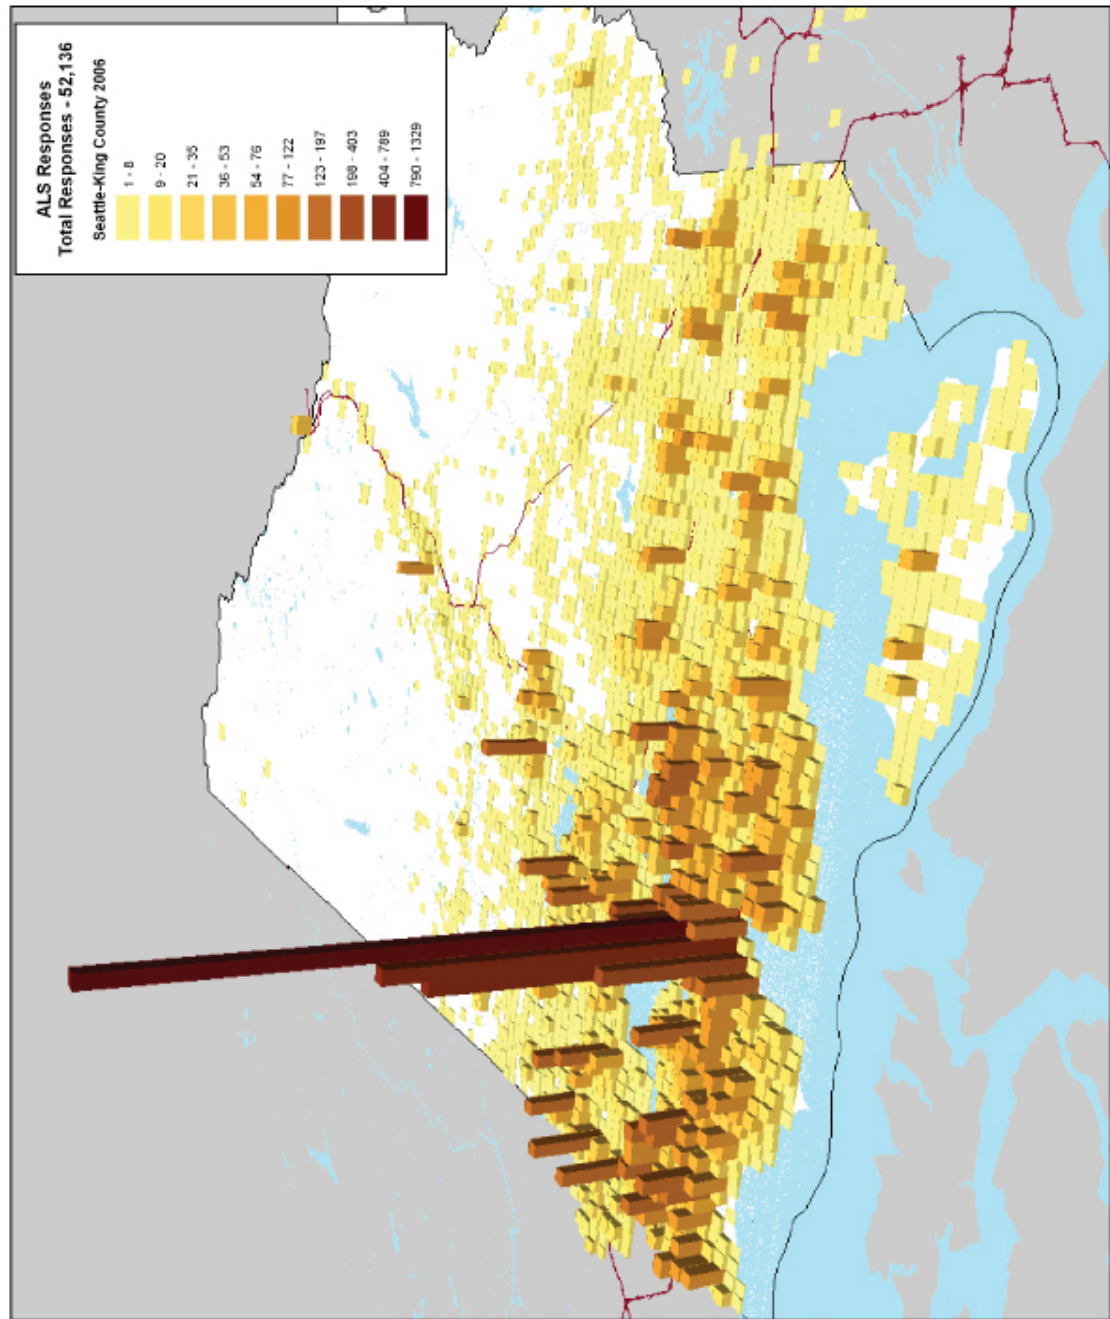 ALS Responses
Total Responses - 52,136
Seattle-King County 2006
1 - 8
9 - 20
21 - 35
36 - 53
54 - 76
77 - 122
123 - 197
198 - 403
404 - 789
790 - 1329